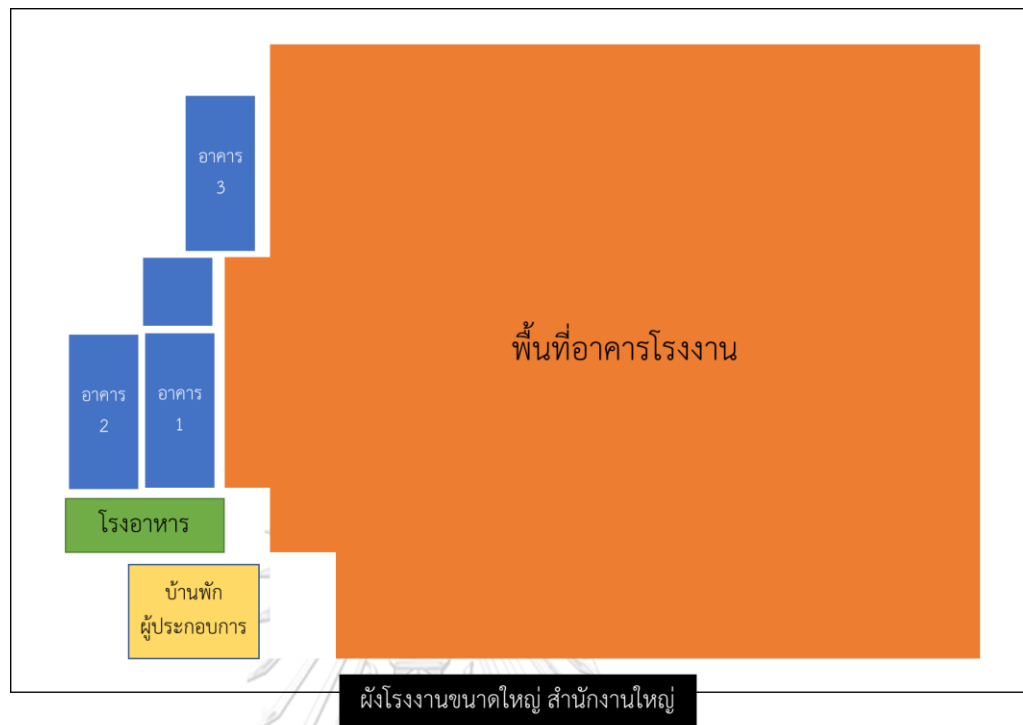 อาคาร
3
พื้นที่อาคารโรงงาน
อาคาร
2
อาคาร
1
โรงอาหาร
บ้านพัก
ผู้ประกอบการ
ผังโรงงานขนาดใหญ่ สำนักงานใหญ่